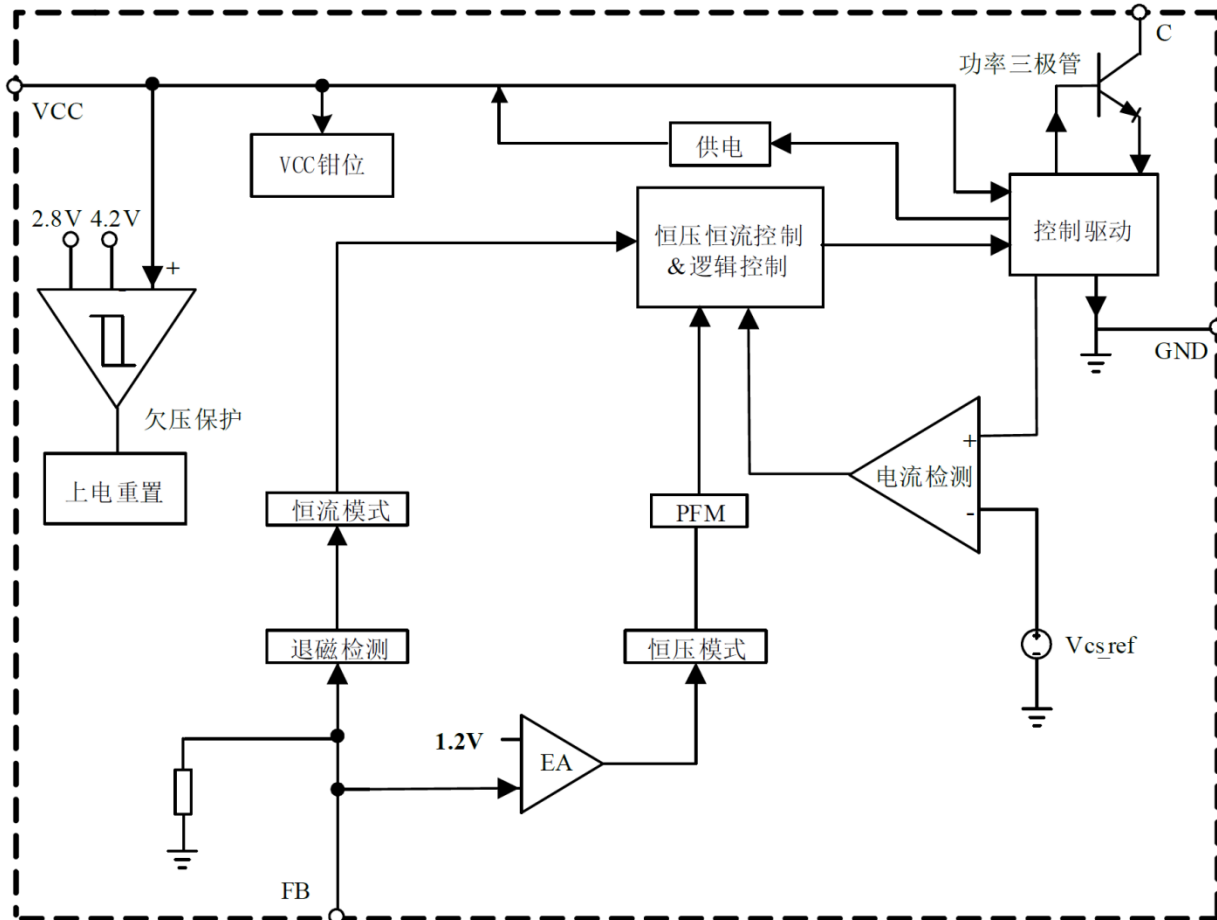 C
功率三极管
VCC
供电
VCC钳位
2.8V 4.2V
恒压恒流控制
&逻辑控制
控制驱动
+
GND
欠压保护
+
电流检测
-
上电重置
恒流模式
PFM
退磁检测
恒压模式
+
-
Vcs_ref
1.2V
EA
FB